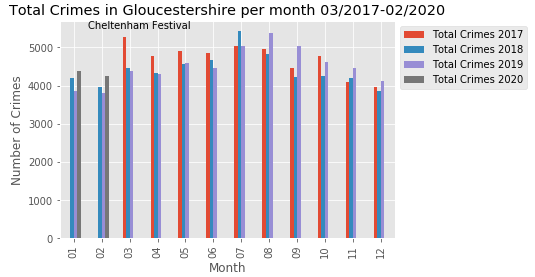 Total Crimes in Gloucestershire per month 03/2017-02/2020
Cheltenham Festival
Total Crimes 2017
Total Crimes 2018
Total Crimes 2019
Total Crimes 2020
Number of Crimes
5000
4000
3000
2000
1000
0
01 02 03 04 05 06 07 08 09 10 11 12
Month